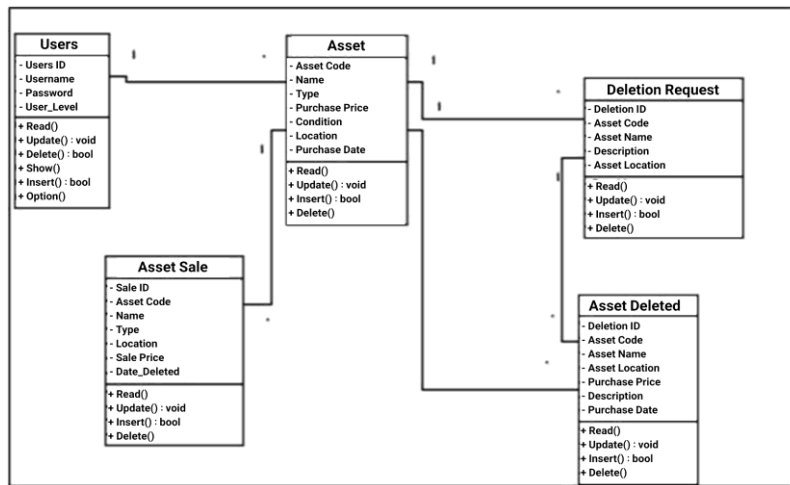 Users
- Users ID
- Username
- Password
- User_Level
+ Read()
+ Update() : void
+ Delete() : bool
+ Show()
+ Insert() : bool
+ Option()
1
*
Asset
- Asset Code
- Name
- Type
- Purchase Price
- Condition
- Location
- Purchase Date
+ Read()
+ Update() : void
+ Insert() : bool
+ Delete()
1
1
1
*
Deletion Request
- Deletion ID
- Asset Code
- Asset Name
- Description
- Asset Location
+ Read()
+ Update() : void
+ Insert() : bool
+ Delete()
1
Asset Sale
- Sale ID
- Asset Code
- Name
- Type
- Location
- Sale Price
- Date_Deleted
+ Read()
+ Update() : void
+ Insert() : bool
+ Delete()
*
*
*
Asset Deleted
- Deletion ID
- Asset Code
- Asset Name
- Asset Location
- Purchase Price
- Description
- Purchase Date
+ Read()
+ Update() : void
+ Insert() : bool
+ Delete()